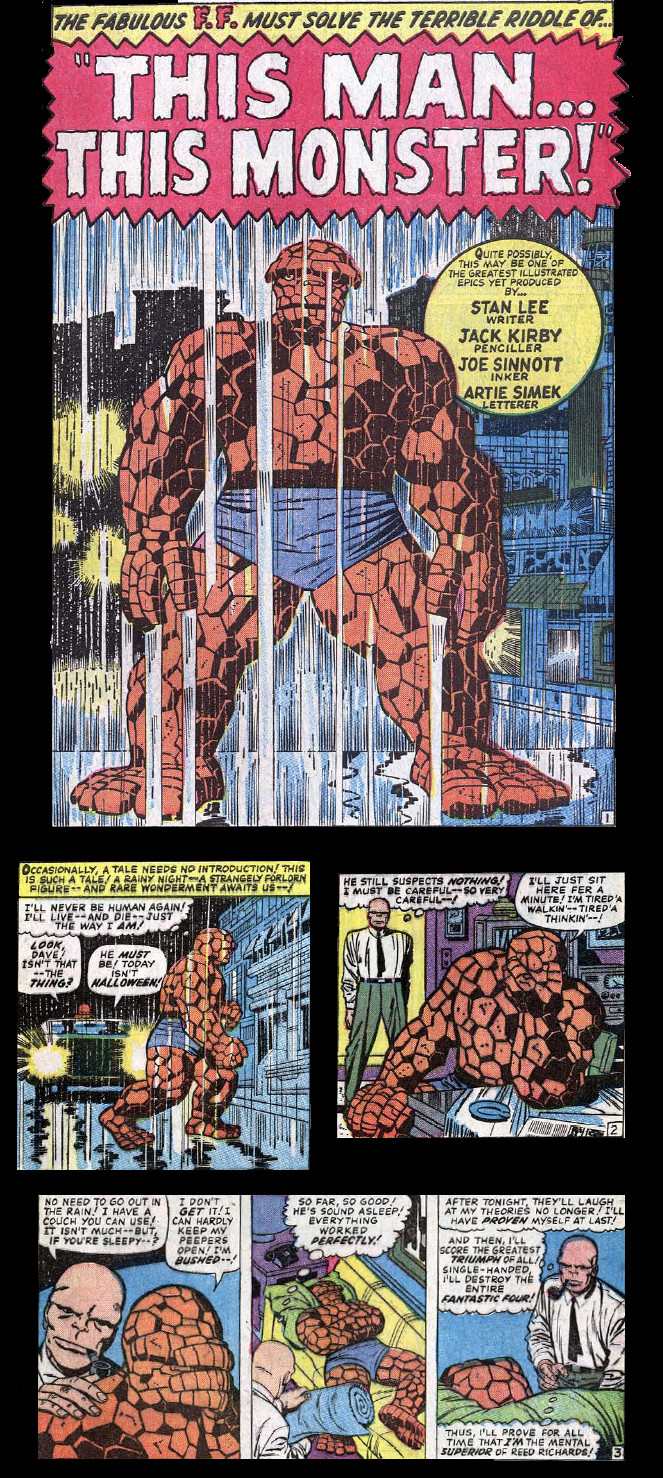 THE FABULOUS F.F. MUST SOLVE THE TERRIBLE RIDDLE OF...
"THIS MAN...
THIS MONSTER!"
QUITE POSSIBLY,
THIS MAY BE ONE OF
THE GREATEST ILLUSTRATED
EPICS YET PRODUCED
BY...
STAN LEE
WRITER
JACK KIRBY
PENCILLER
JOE SINNOTT
INKER
ARTIE SIMEK
LETTERER
1
OCCASIONALLY, A TALE NEEDS NO INTRODUCTION! THIS
IS SUCH A TALE! A RAINY NIGHT--A STRANGELY FORLORN
FIGURE--AND RARE WONDERMENT AWAITS US--!
I'LL NEVER BE HUMAN AGAIN!
I'LL LIVE--AND DIE--JUST
THE WAY I AM!
LOOK,
DAVE!
ISN'T THAT
--THE
THING?
HE MUST
BE! TODAY
ISN'T
HALLOWEEN!
HE STILL SUSPECTS NOTHING!
I MUST BE CAREFUL--SO VERY
CAREFUL--!
I'LL JUST SIT
HERE FER A
MINUTE! I'M TIRED'A
WALKIN'--TIRED'A
THINKIN'--!
2
NO NEED TO GO OUT IN
THE RAIN! I HAVE A
COUCH YOU CAN USE!
IT ISN'T MUCH--BUT,
IF YOU'RE SLEEPY--?
I DON'T
GET IT! I
CAN HARDLY
KEEP MY
PEEPERS
OPEN! I'M
BUSHED--!
SO FAR, SO GOOD!
HE'S SOUND ASLEEP!
EVERYTHING
WORKED
PERFECTLY!
AFTER TONIGHT, THEY'LL LAUGH
AT MY THEORIES NO LONGER! I'LL
HAVE PROVEN MYSELF AT LAST!
AND THEN, I'LL
SCORE THE GREATEST
TRIUMPH OF ALL!
SINGLE-HANDED,
I'LL DESTROY THE
ENTIRE
FANTASTIC FOUR!
THUS, I'LL PROVE FOR ALL
TIME THAT I'M THE MENTAL
SUPERIOR OF REED RICHARDS!
3